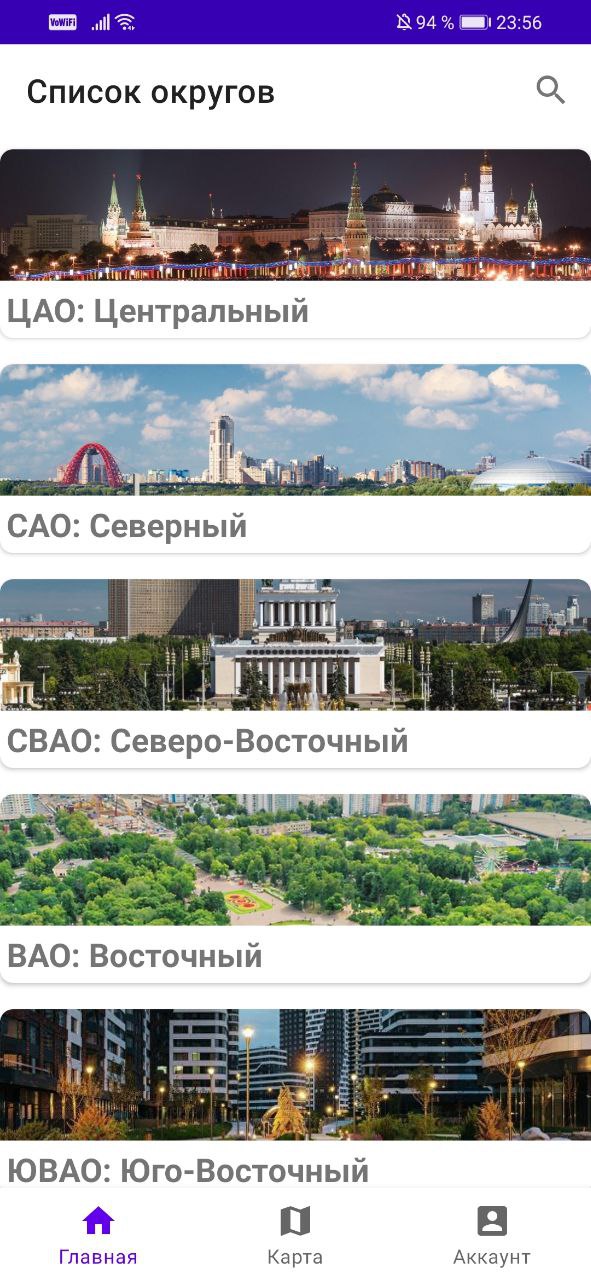 VoWiFi 94 % 23:56
Список округов
ЦАО: Центральный
САО: Северный
СВАО: Северо-Восточный
ВАО: Восточный
ЮВАО: Юго-Восточный
Главная Карта Аккаунт